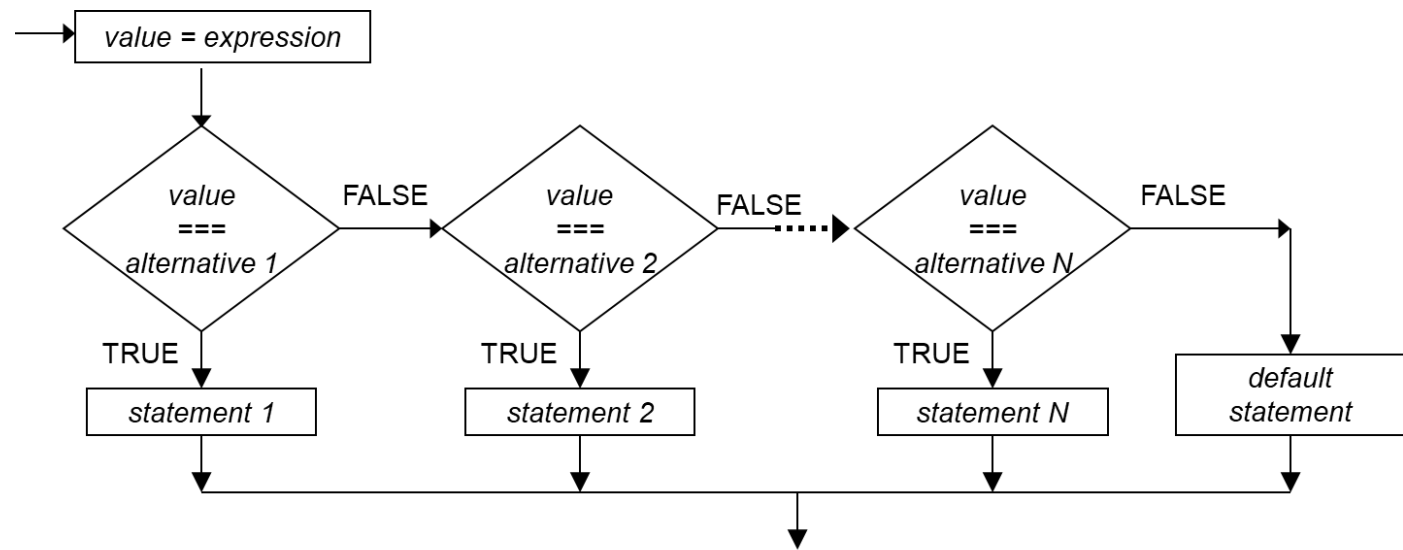 value = expression
value
===
alternative 1
FALSE
value
===
alternative 2
FALSE
value
===
alternative N
FALSE
TRUE
TRUE
TRUE
statement 1
statement 2
statement N
default
statement